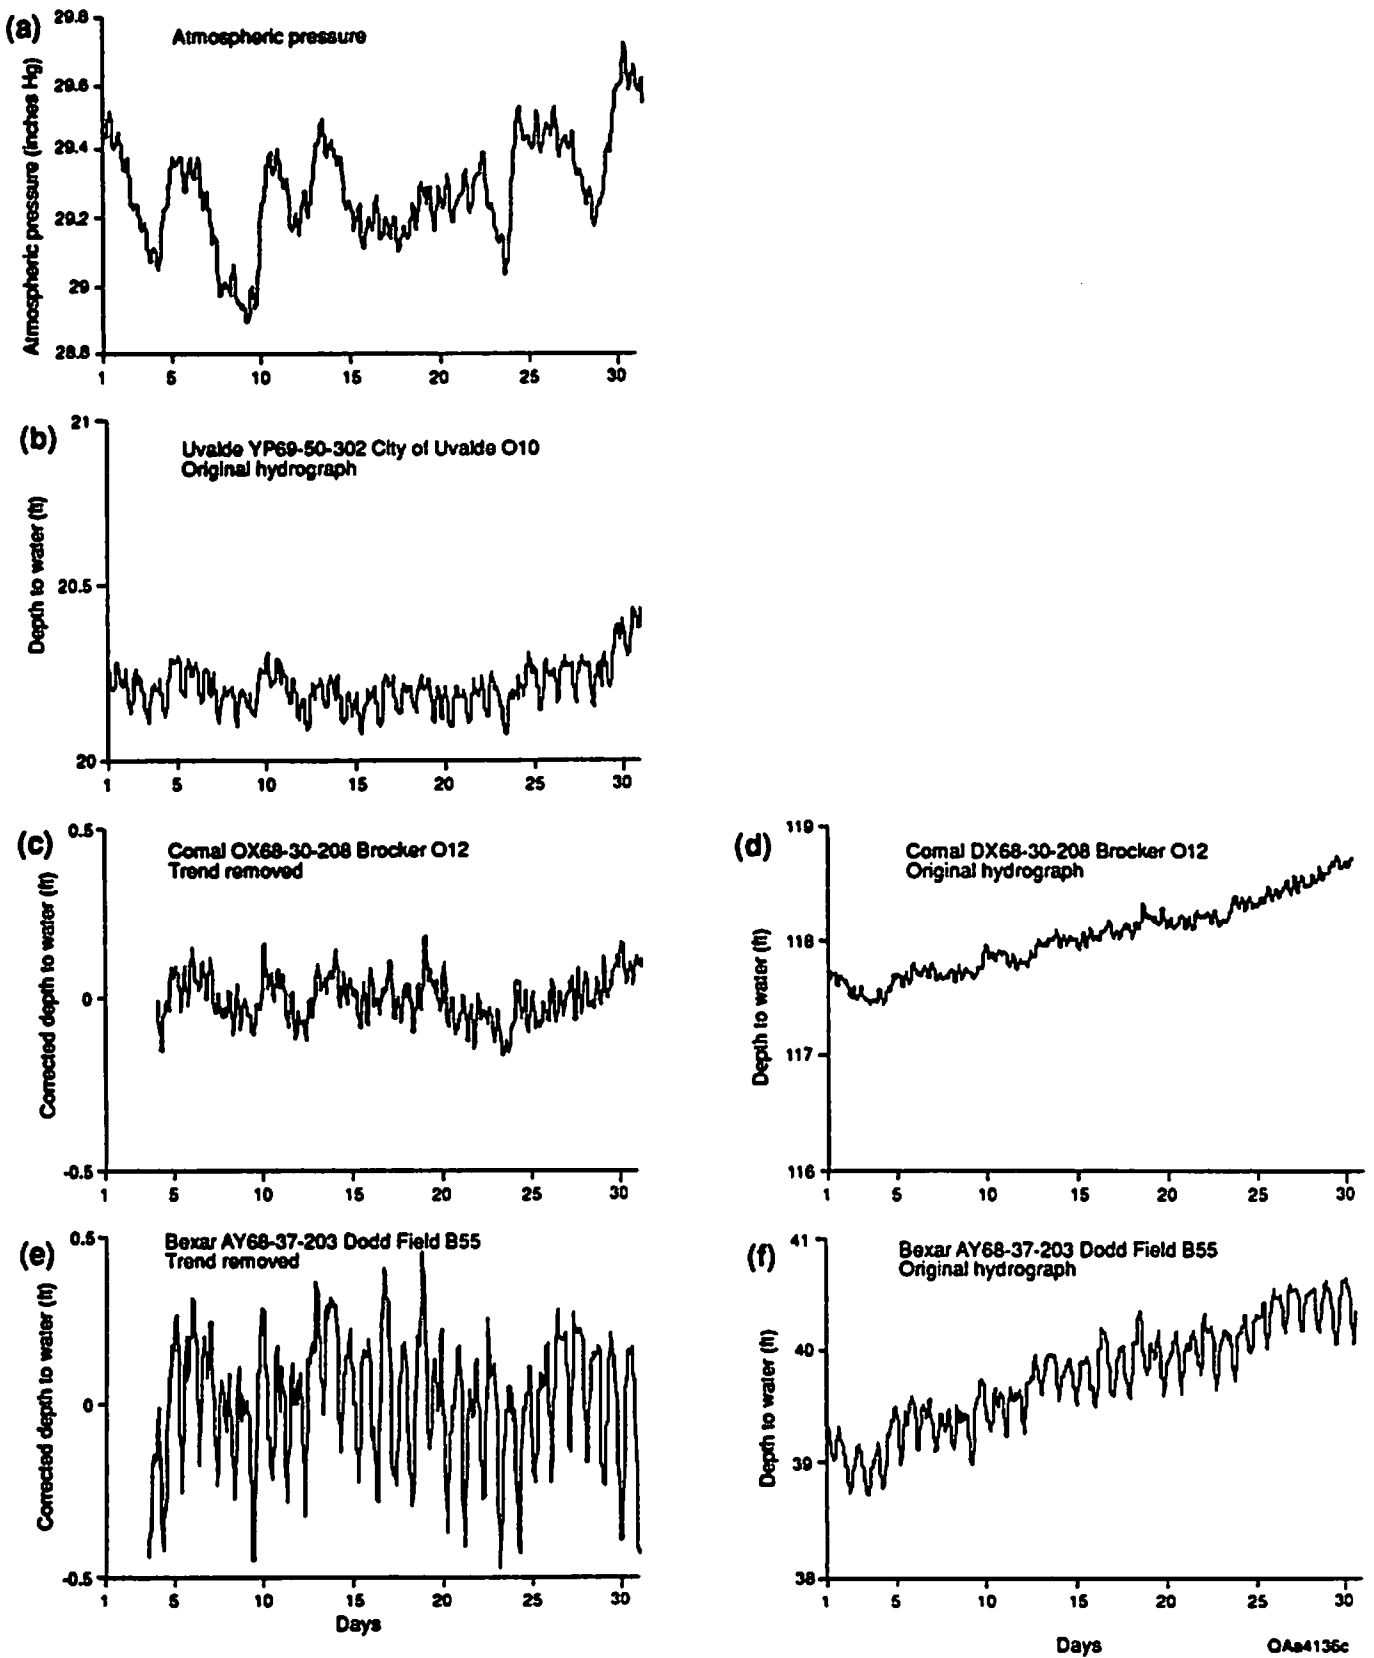 (a)
Atmospheric pressure
Atmospheric pressure (inches Hg)
29.8
29.6
29.4
29.2
29
28.8
1 5 10 15 20 25 30
(b)
Uvalde YP69-50-302 City of Uvalde O10
Original hydrograph
Depth to water (ft)
21
20.5
20
1 5 10 15 20 25 30
(c)
Comal OX68-30-208 Brocker O12
Trend removed
Corrected depth to water (ft)
0.5
0
-0.5
1 5 10 15 20 25 30
(d)
Comal DX68-30-208 Brocker O12
Original hydrograph
Depth to water (ft)
119
118
117
116
1 5 10 15 20 25 30
(e)
Bexar AY68-37-203 Dodd Field B55
Trend removed
Corrected depth to water (ft)
0.5
0
-0.5
1 5 10 15 20 25 30
Days
(f)
Bexar AY68-37-203 Dodd Field B55
Original hydrograph
Depth to water (ft)
41
40
39
38
1 5 10 15 20 25 30
Days
QAa4136c